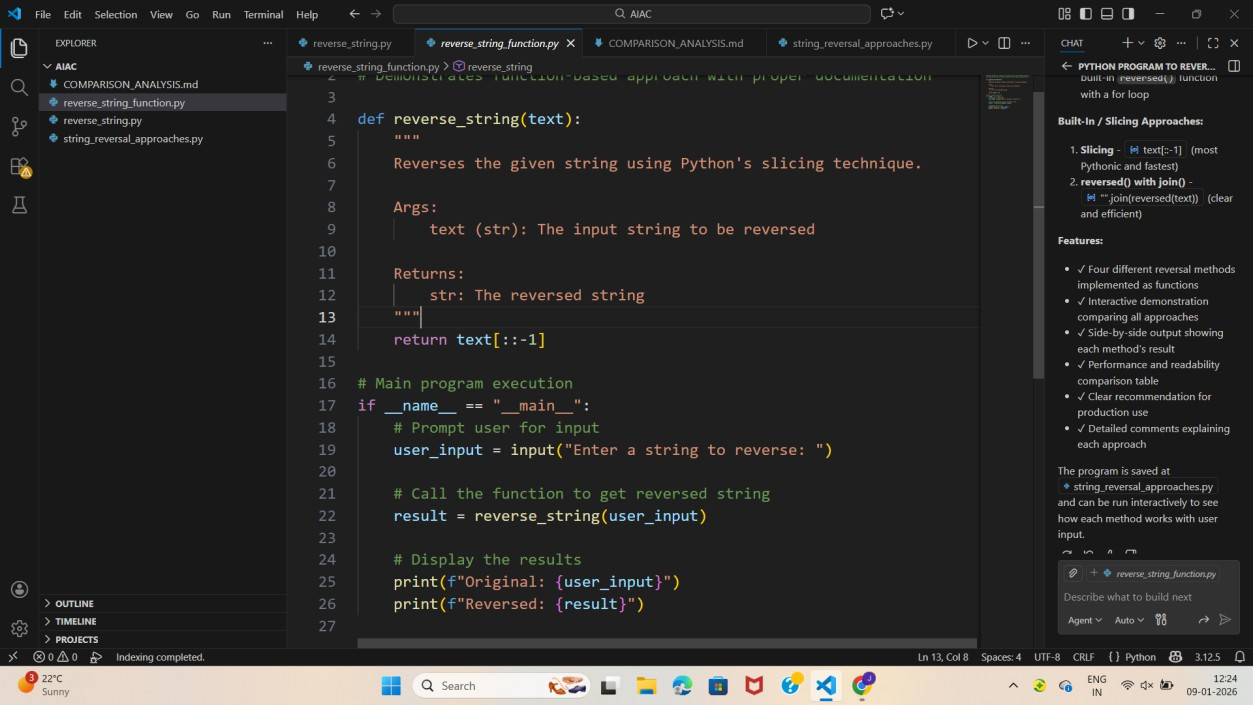 File Edit Selection View Go Run Terminal Help
AIAC
EXPLORER
AIAC
COMPARISON_ANALYSIS.md
reverse_string_function.py
reverse_string.py
string_reversal_approaches.py
OUTLINE
TIMELINE
PROJECTS
reverse_string.py
reverse_string_function.py
COMPARISON_ANALYSIS.md
string_reversal_approaches.py
reverse_string_function.py > reverse_string
2 # Demonstrates function-based approach with proper documentation
3
4 def reverse_string(text):
5 """
6 Reverses the given string using Python's slicing technique.
7
8 Args:
9 text (str): The input string to be reversed
10
11 Returns:
12 str: The reversed string
13 """
14 return text[::-1]
15
16 # Main program execution
17 if __name__ == "__main__":
18 # Prompt user for input
19 user_input = input("Enter a string to reverse: ")
20
21 # Call the function to get reversed string
22 result = reverse_string(user_input)
23
24 # Display the results
25 print(f"Original: {user_input}")
26 print(f"Reversed: {result}")
27
CHAT
PYTHON PROGRAM TO REVER...
built-in reversed() function
with a for loop
Built-In / Slicing Approaches:
1. Slicing - text[::-1] (most
Pythonic and fastest)
2. reversed() with join() -
"".join(reversed(text)) (clear
and efficient)
Features:
• ✓ Four different reversal methods
implemented as functions
• ✓ Interactive demonstration
comparing all approaches
• ✓ Side-by-side output showing
each method's result
• ✓ Performance and readability
comparison table
• ✓ Clear recommendation for
production use
• ✓ Detailed comments explaining
each approach
The program is saved at
string_reversal_approaches.py
and can be run interactively to see
how each method works with user
input.
reverse_string_function.py
Describe what to build next
Agent Auto
0 0 Indexing completed.
Ln 13, Col 8 Spaces: 4 UTF-8 CRLF {} Python 3.12.5
3
22°C
Sunny
Search
ENG
IN
12:24
09-01-2026